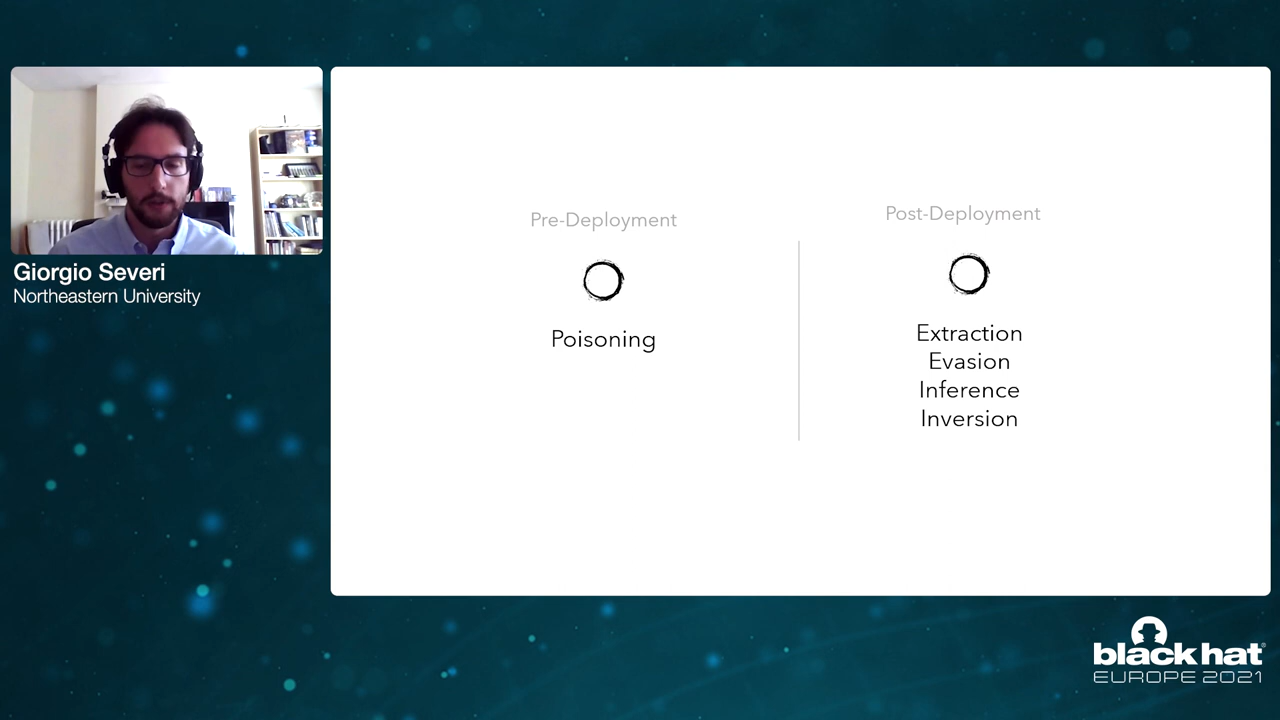 Giorgio Severi
Northeastern University
Pre-Deployment
Poisoning
Post-Deployment
Extraction
Evasion
Inference
Inversion
black hat
EUROPE 2021